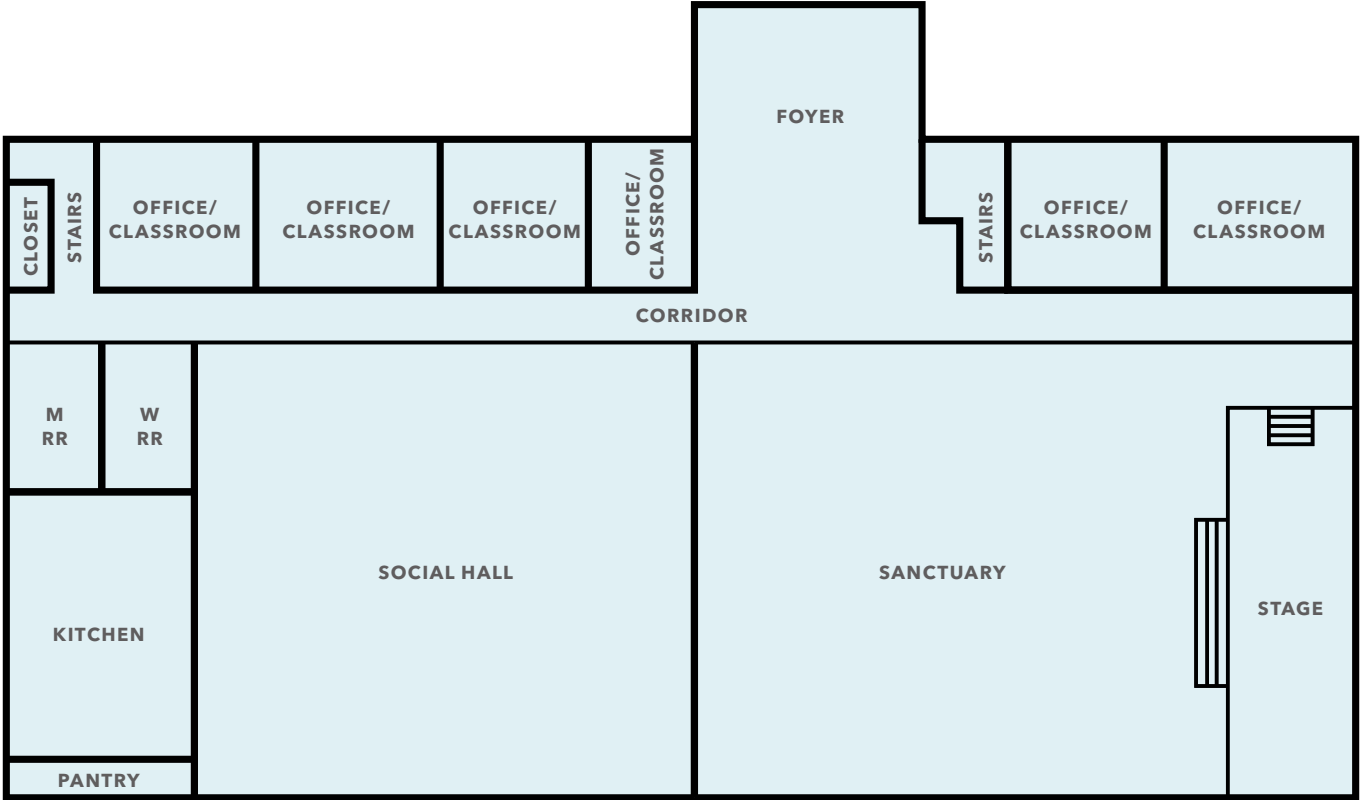 FOYER
CLOSET
STAIRS
OFFICE/
CLASSROOM
OFFICE/
CLASSROOM
OFFICE/
CLASSROOM
OFFICE/
CLASSROOM
STAIRS
OFFICE/
CLASSROOM
OFFICE/
CLASSROOM
CORRIDOR
M
RR
W
RR
SOCIAL HALL
SANCTUARY
STAGE
KITCHEN
PANTRY